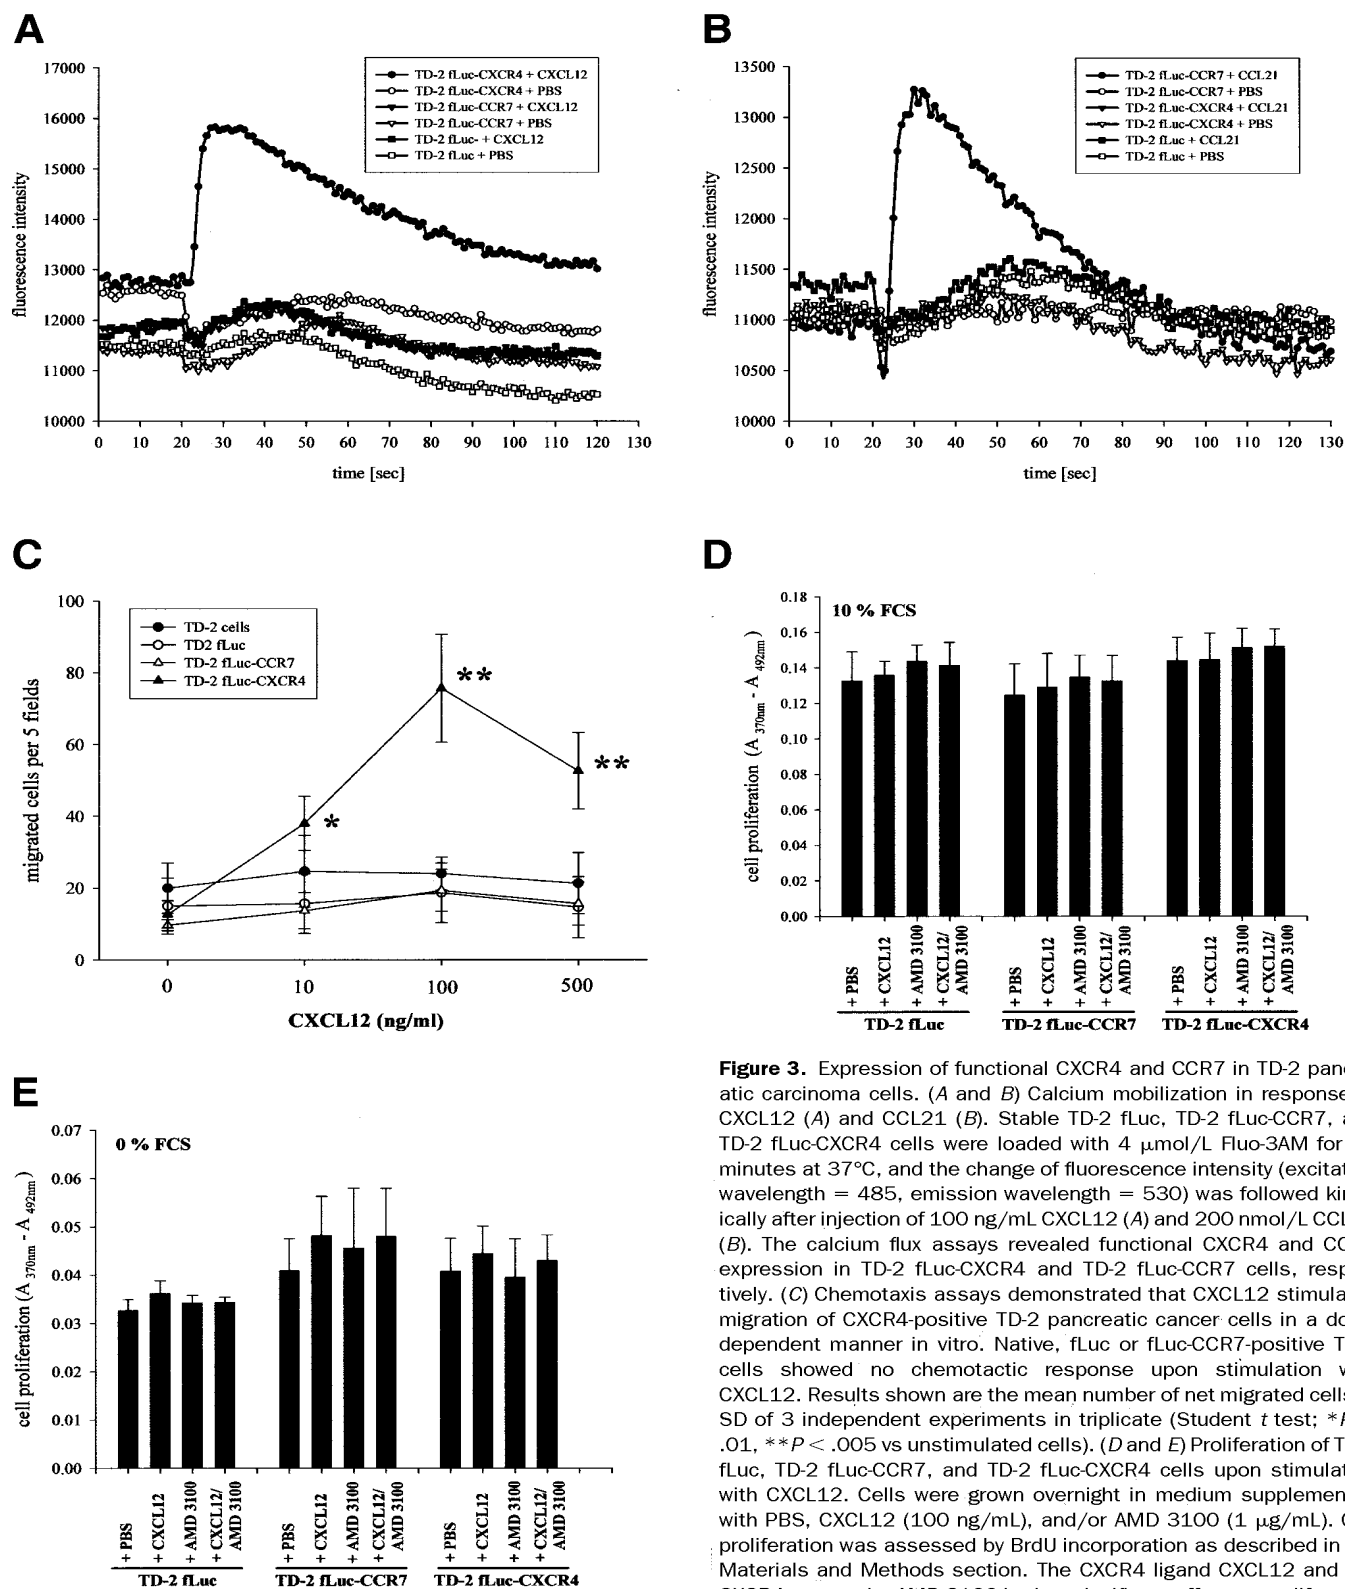 A
17000
16000
15000
14000
13000
12000
11000
10000
fluorescence intensity
0 10 20 30 40 50 60 70 80 90 100 110 120 130
time [sec]
TD-2 fLuc-CXCR4 + CXCL12
TD-2 fLuc-CXCR4 + PBS
TD-2 fLuc-CCR7 + CXCL12
TD-2 fLuc-CCR7 + PBS
TD-2 fLuc- + CXCL12
TD-2 fLuc + PBS
B
13500
13000
12500
12000
11500
11000
10500
10000
fluorescence intensity
0 10 20 30 40 50 60 70 80 90 100 110 120 130
time [sec]
TD-2 fLuc-CCR7 + CCL21
TD-2 fLuc-CCR7 + PBS
TD-2 fLuc-CXCR4 + CCL21
TD-2 fLuc-CXCR4 + PBS
TD-2 fLuc + CCL21
TD-2 fLuc + PBS
C
100
80
60
40
20
0
migrated cells per 5 fields
TD-2 cells
TD2 fLuc
TD-2 fLuc-CCR7
TD-2 fLuc-CXCR4
*
**
**
0 10 100 500
CXCL12 (ng/ml)
D
0.18
0.16
0.14
0.12
0.10
0.08
0.06
0.04
0.02
0.00
cell proliferation (A 370nm - A 492nm)
10 % FCS
+ PBS
+ CXCL12
+ AMD 3100
+ CXCL12/
AMD 3100
+ PBS
+ CXCL12
+ AMD 3100
+ CXCL12/
AMD 3100
+ PBS
+ CXCL12
+ AMD 3100
+ CXCL12/
AMD 3100
TD-2 fLuc TD-2 fLuc-CCR7 TD-2 fLuc-CXCR4
E
0.07
0.06
0.05
0.04
0.03
0.02
0.01
0.00
cell proliferation (A 370nm - A 492nm)
0 % FCS
+ PBS
+ CXCL12
+ AMD 3100
+ CXCL12/
AMD 3100
+ PBS
+ CXCL12
+ AMD 3100
+ CXCL12/
AMD 3100
+ PBS
+ CXCL12
+ AMD 3100
+ CXCL12/
AMD 3100
TD-2 fLuc TD-2 fLuc-CCR7 TD-2 fLuc-CXCR4
Figure 3. Expression of functional CXCR4 and CCR7 in TD-2 panc
atic carcinoma cells. (A and B) Calcium mobilization in response
CXCL12 (A) and CCL21 (B). Stable TD-2 fLuc, TD-2 fLuc-CCR7, a
TD-2 fLuc-CXCR4 cells were loaded with 4 μmol/L Fluo-3AM for
minutes at 37°C, and the change of fluorescence intensity (excitat
wavelength = 485, emission wavelength = 530) was followed kin
ically after injection of 100 ng/mL CXCL12 (A) and 200 nmol/L CCL
(B). The calcium flux assays revealed functional CXCR4 and CC
expression in TD-2 fLuc-CXCR4 and TD-2 fLuc-CCR7 cells, resp
tively. (C) Chemotaxis assays demonstrated that CXCL12 stimula
migration of CXCR4-positive TD-2 pancreatic cancer cells in a do
dependent manner in vitro. Native, fLuc or fLuc-CCR7-positive T
cells showed no chemotactic response upon stimulation w
CXCL12. Results shown are the mean number of net migrated cells
SD of 3 independent experiments in triplicate (Student t test; *P
.01, **P < .005 vs unstimulated cells). (D and E) Proliferation of T
fLuc, TD-2 fLuc-CCR7, and TD-2 fLuc-CXCR4 cells upon stimulat
with CXCL12. Cells were grown overnight in medium supplemen
with PBS, CXCL12 (100 ng/mL), and/or AMD 3100 (1 μg/mL). C
proliferation was assessed by BrdU incorporation as described in
Materials and Methods section. The CXCR4 ligand CXCL12 and